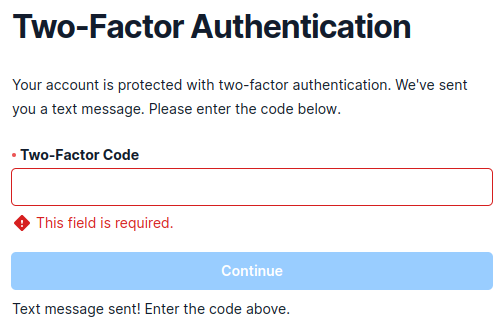 Two-Factor Authentication
Your account is protected with two-factor authentication. We've sent
you a text message. Please enter the code below.
• Two-Factor Code
This field is required.
Continue
Text message sent! Enter the code above.